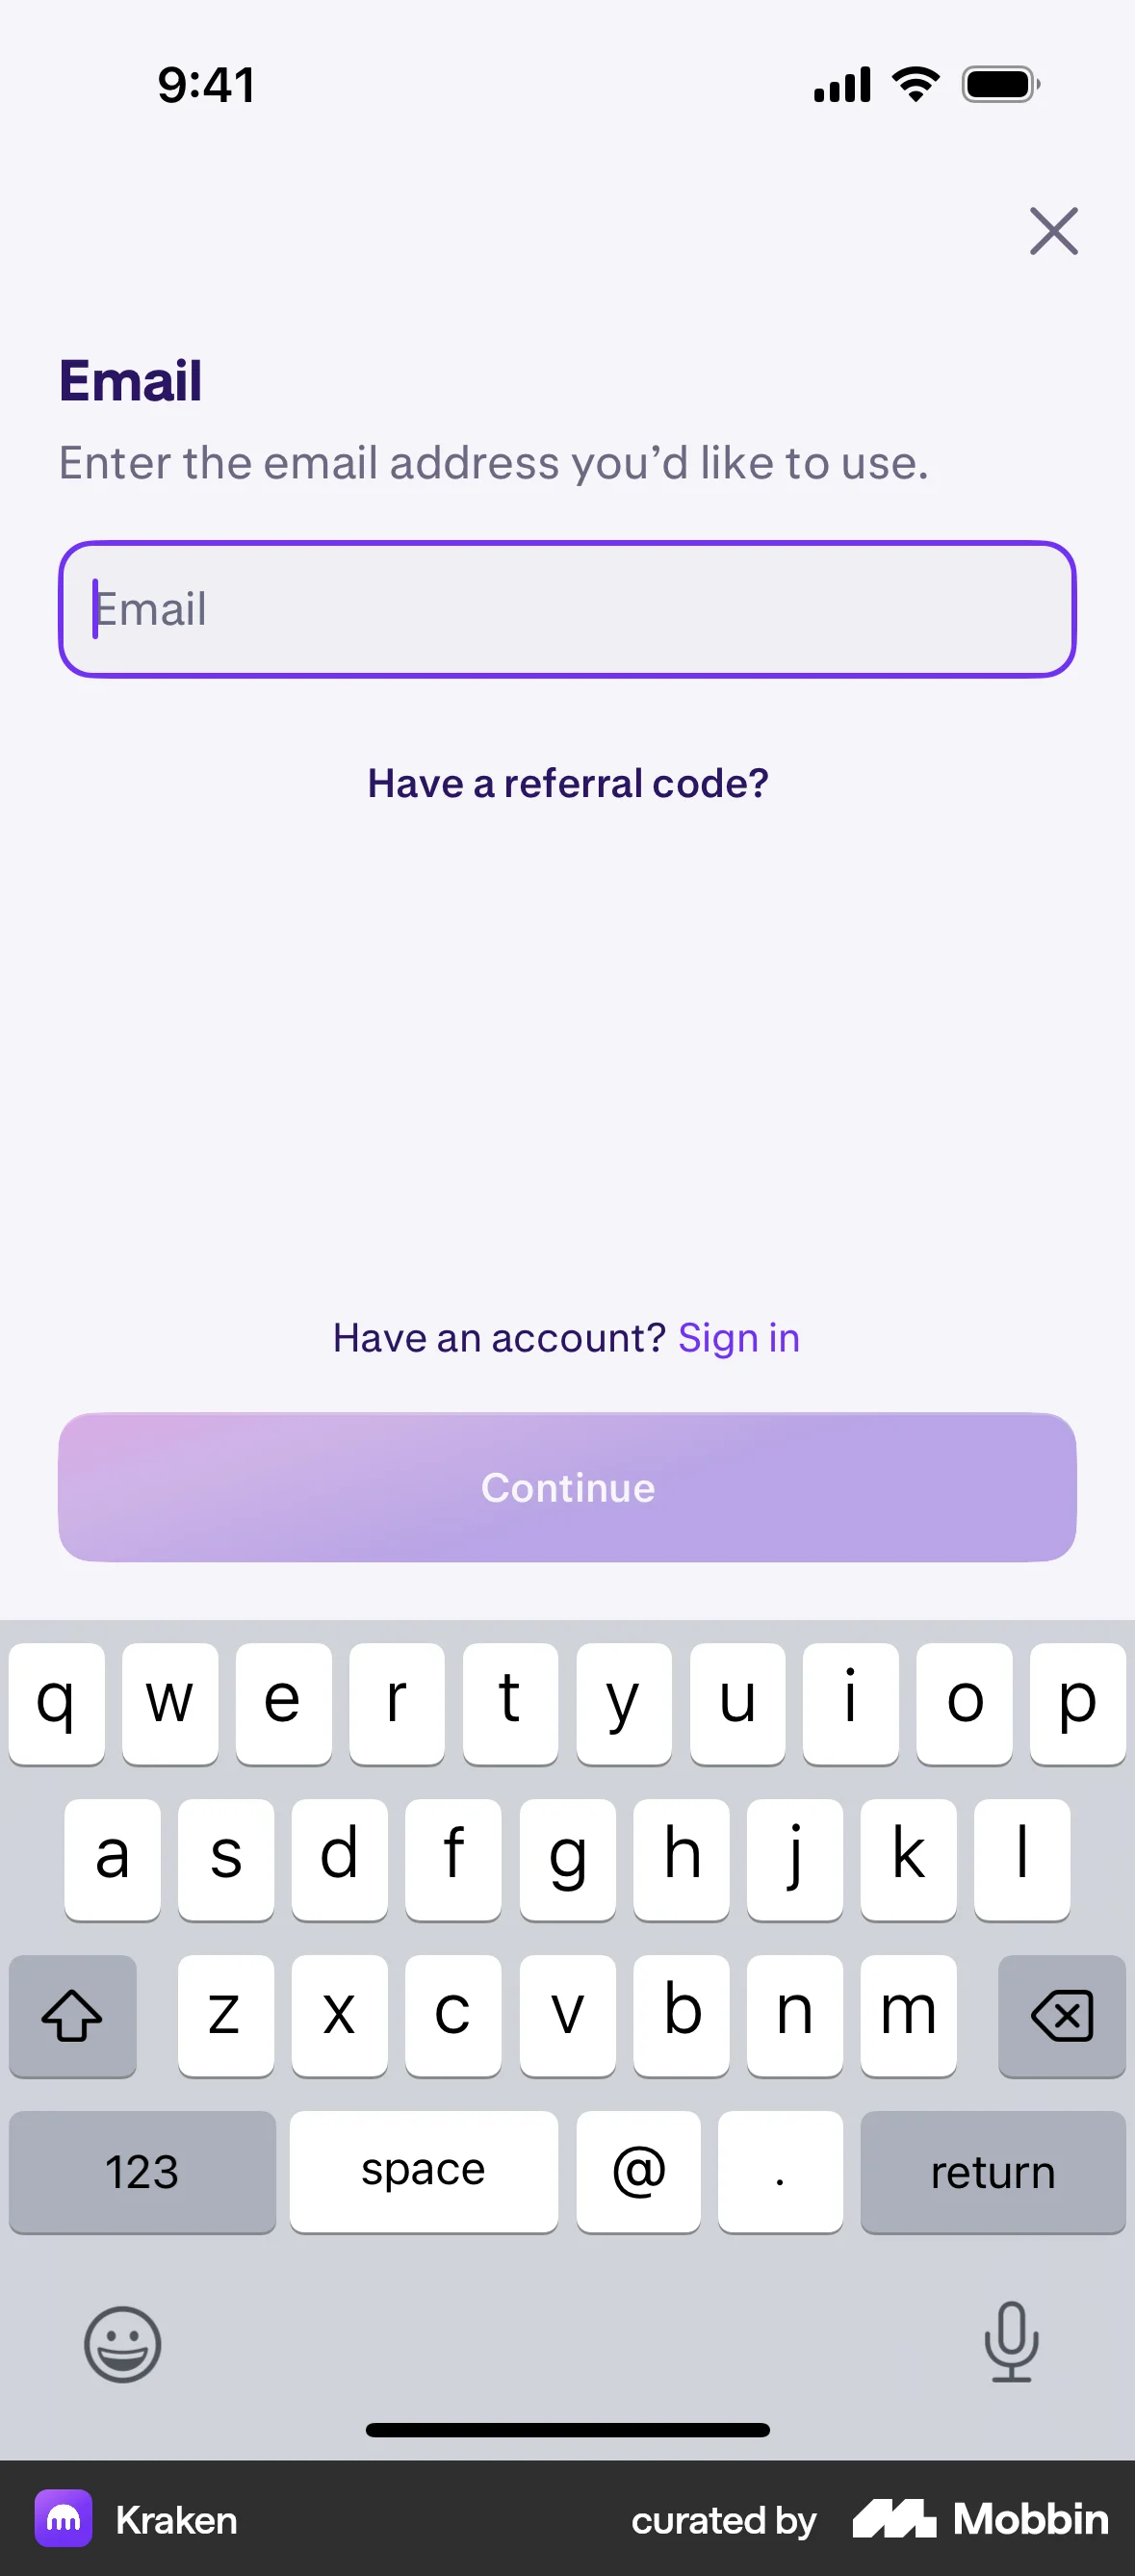 9:41
Email
Enter the email address you’d like to use.
Email
Have a referral code?
Have an account? Sign in
Continue
q w e r t y u i o p
a s d f g h j k l
z x c v b n m
123 space @ . return
Kraken curated by Mobbin